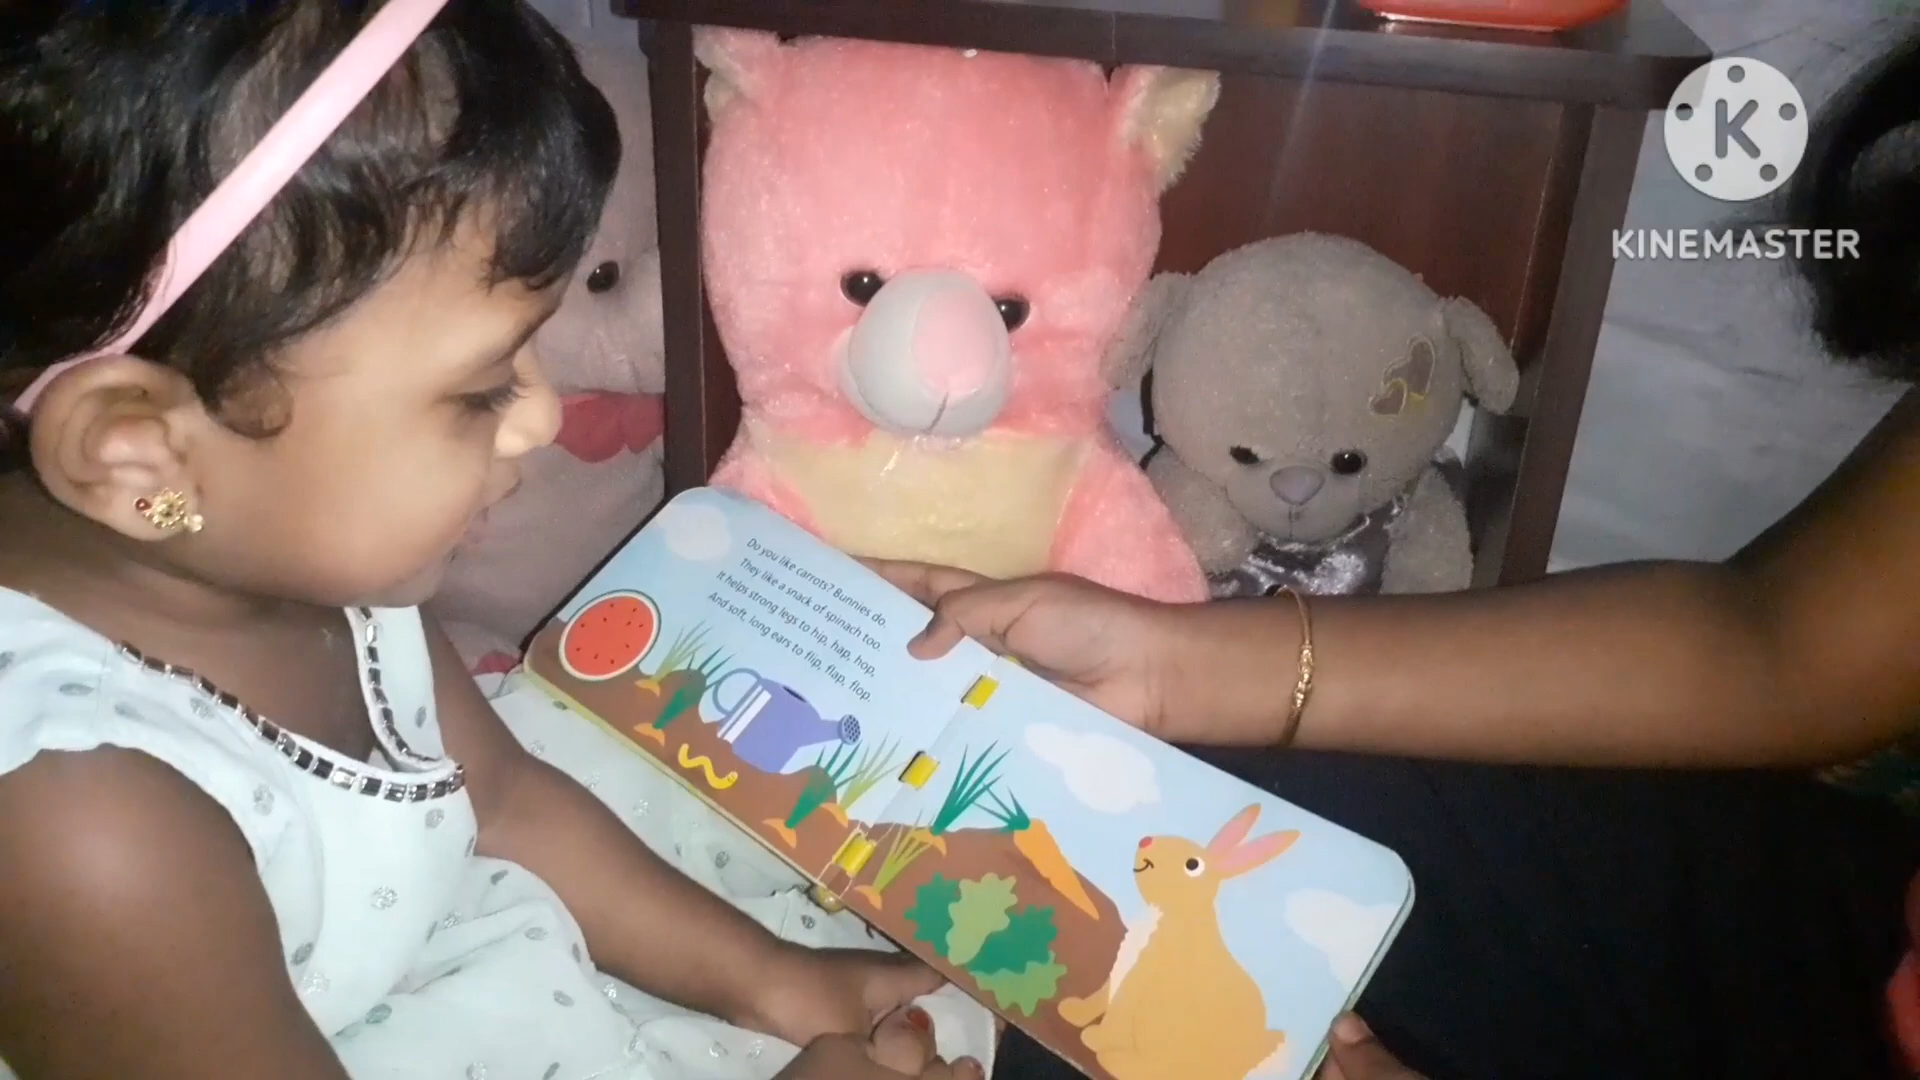 Do you like carrots? Bunnies do.
They like a snack of spinach too.
It helps strong legs to hip, hap, hop,
And soft, long ears to flip, flap, flop.
K
KINEMASTER